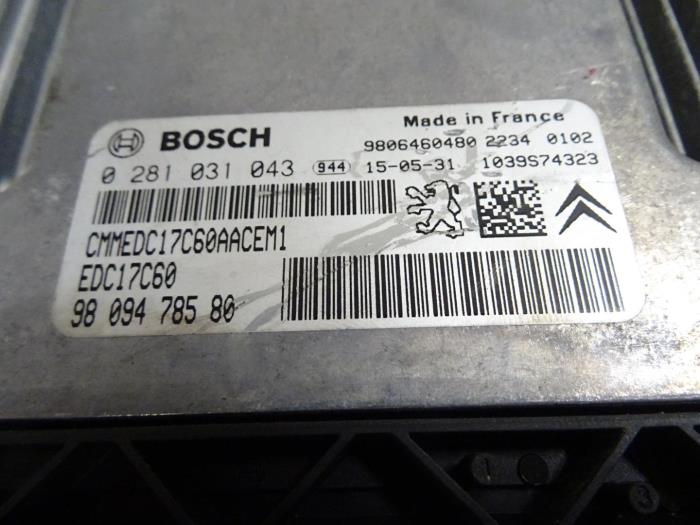 Made in France
BOSCH
9806460480 2234 0102
0 281 031 043 944 15-05-31 1039S74323
CMMEDC17C60AACEM1
EDC17C60
98 094 785 80